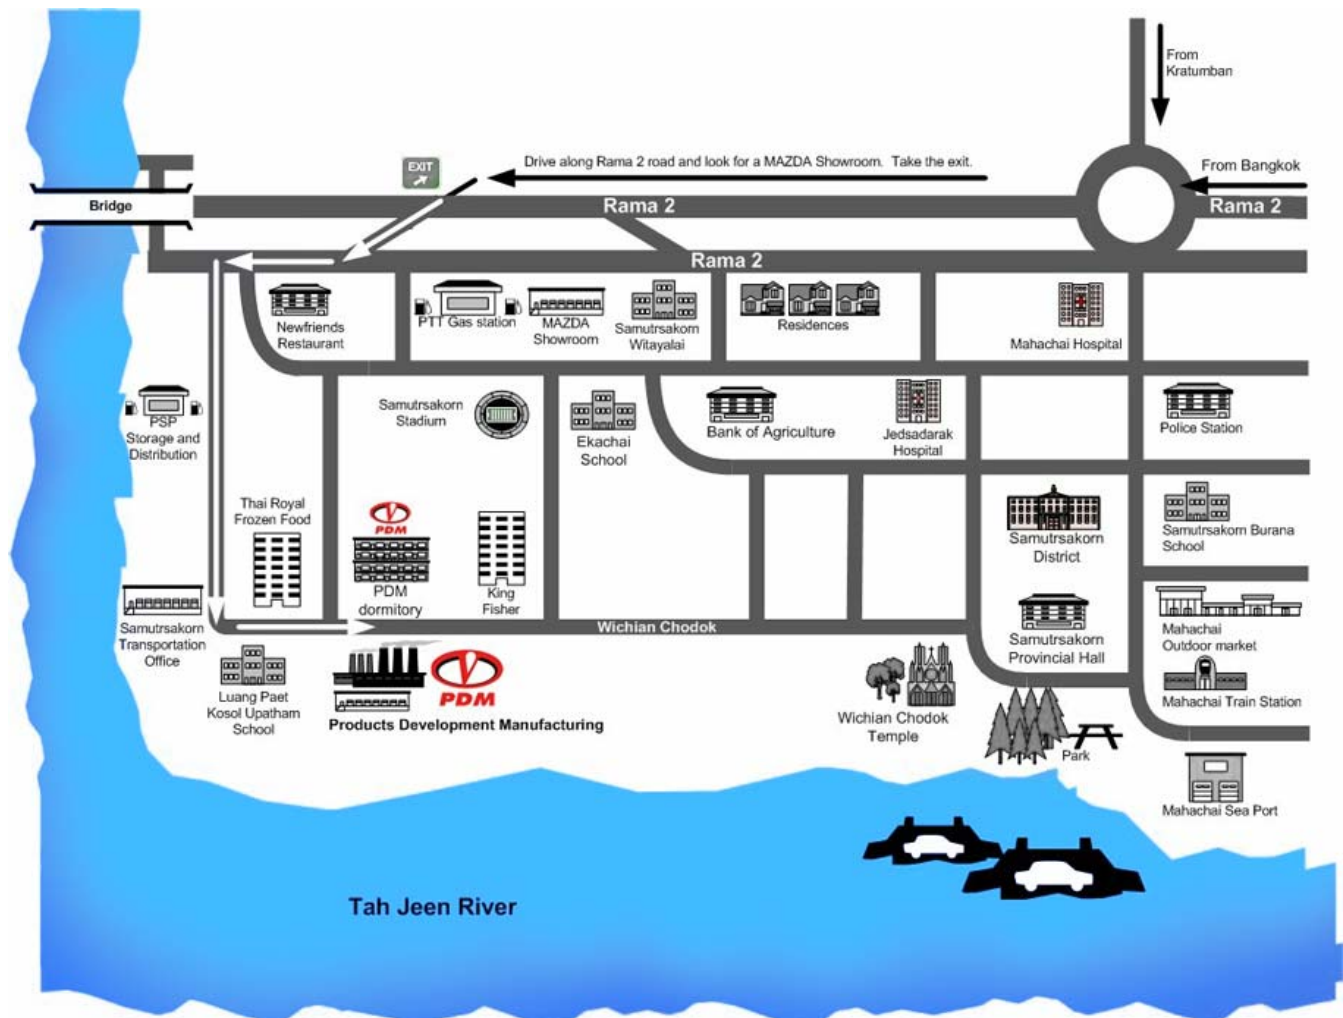 From
Kratumban
EXIT
Drive along Rama 2 road and look for a MAZDA Showroom. Take the exit.
From Bangkok
Bridge
Rama 2
Rama 2
Rama 2
Newfriends
Restaurant
PTT Gas station
MAZDA
Showroom
Samutrsakorn
Witayalai
Residences
Mahachai Hospital
PSP
Storage and
Distribution
Samutrsakorn
Stadium
Ekachai
School
Bank of Agriculture
Jedsadarak
Hospital
Police Station
Thai Royal
Frozen Food
PDM
PDM
dormitory
King
Fisher
Samutrsakorn
District
Samutrsakorn Burana
School
Samutrsakorn
Transportation
Office
Wichian Chodok
Samutrsakorn
Provincial Hall
Mahachai
Outdoor market
Luang Paet
Kosol Upatham
School
PDM
Products Development Manufacturing
Wichian Chodok
Temple
Park
Mahachai Train Station
Mahachai Sea Port
Tah Jeen River